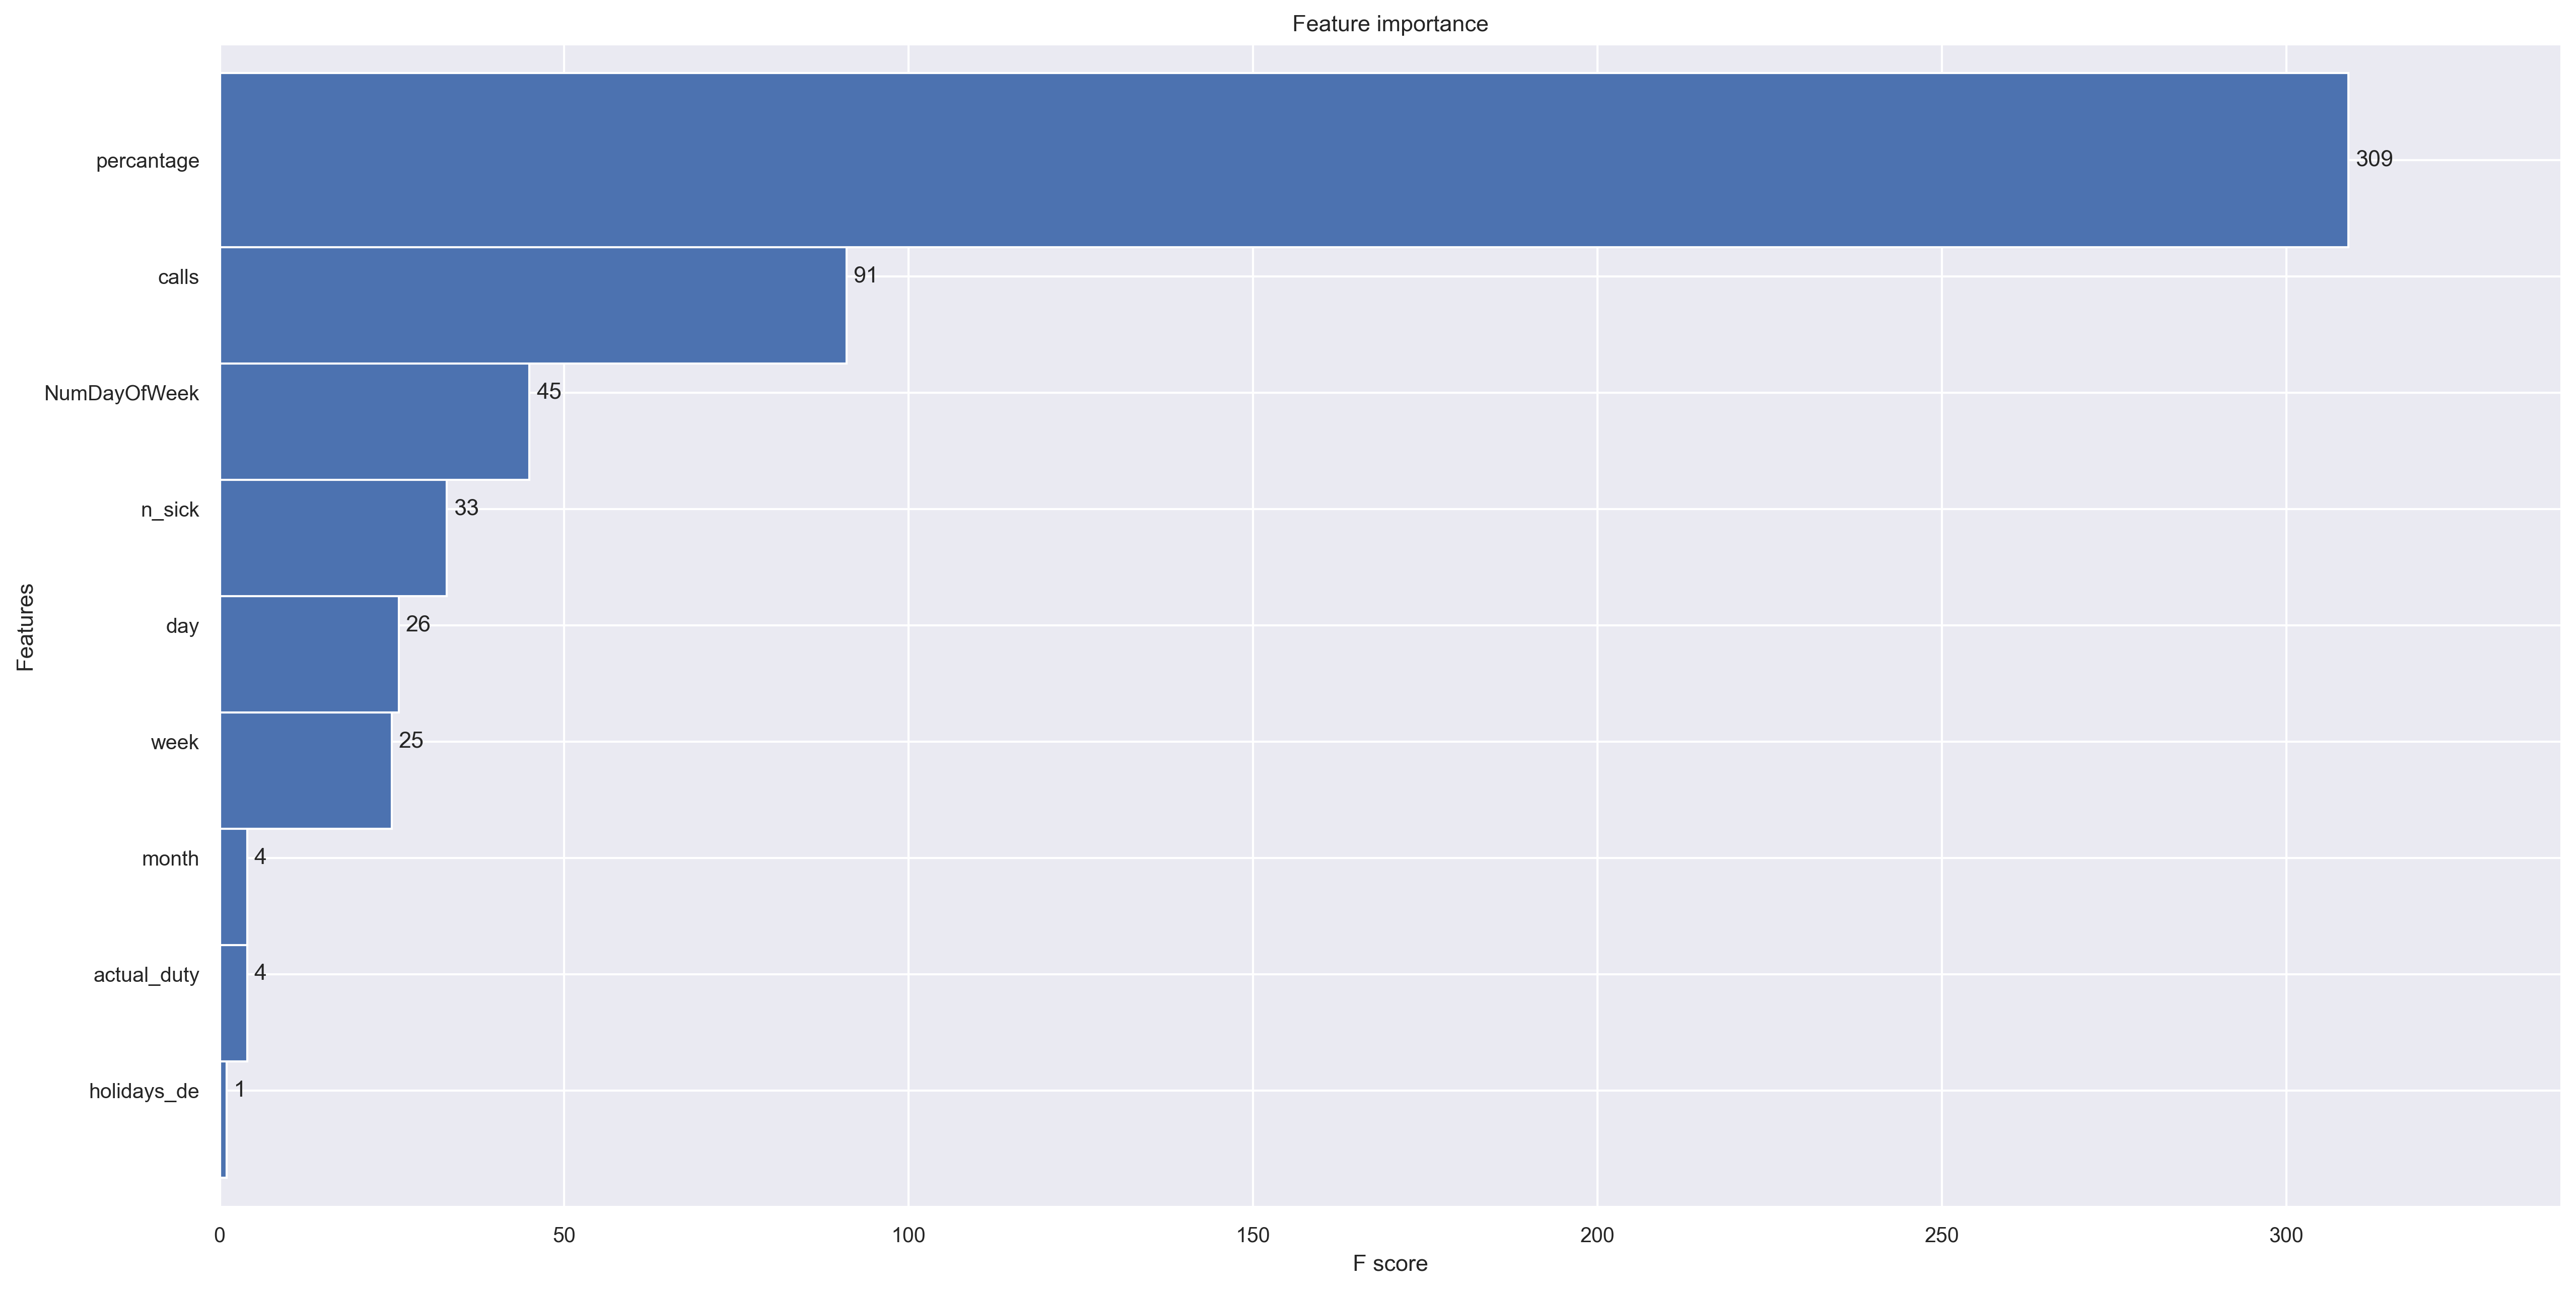 Feature importance
percantage
309
calls
91
NumDayOfWeek
45
n_sick
33
day
26
week
25
month
4
actual_duty
4
holidays_de
1
Features
0 50 100 150 200 250 300
F score